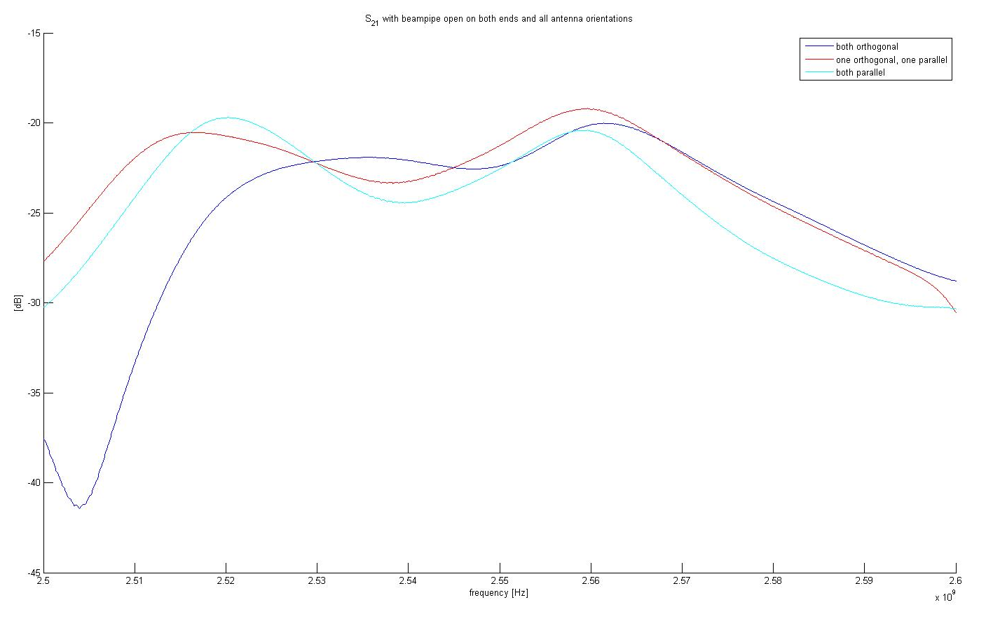 S21 with beampipe open on both ends and all antenna orientations
-15
both orthogonal
one orthogonal, one parallel
both parallel
-20
-25
-30
[dB]
-35
-40
-45
2.5 2.51 2.52 2.53 2.54 2.55 2.56 2.57 2.58 2.59 2.6
frequency [Hz]
x 10^9